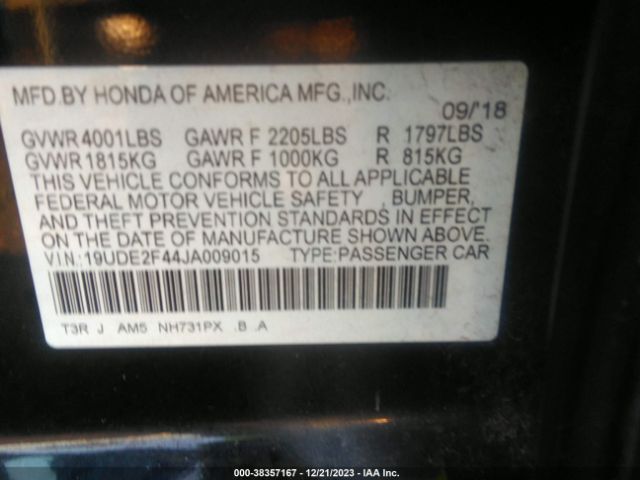 MFD. BY HONDA OF AMERICA MFG., INC.
09/'18
GVWR 4001LBS GAWR F 2205LBS R 1797LBS
GVWR 1815KG GAWR F 1000KG R 815KG
THIS VEHICLE CONFORMS TO ALL APPLICABLE
FEDERAL MOTOR VEHICLE SAFETY , BUMPER,
AND THEFT PREVENTION STANDARDS IN EFFECT
ON THE DATE OF MANUFACTURE SHOWN ABOVE.
V.I.N.:19UDE2F44JA009015 TYPE:PASSENGER CAR
T3R J AM5 NH731PX .B .A
000-38357167 - 12/21/2023 - IAA Inc.